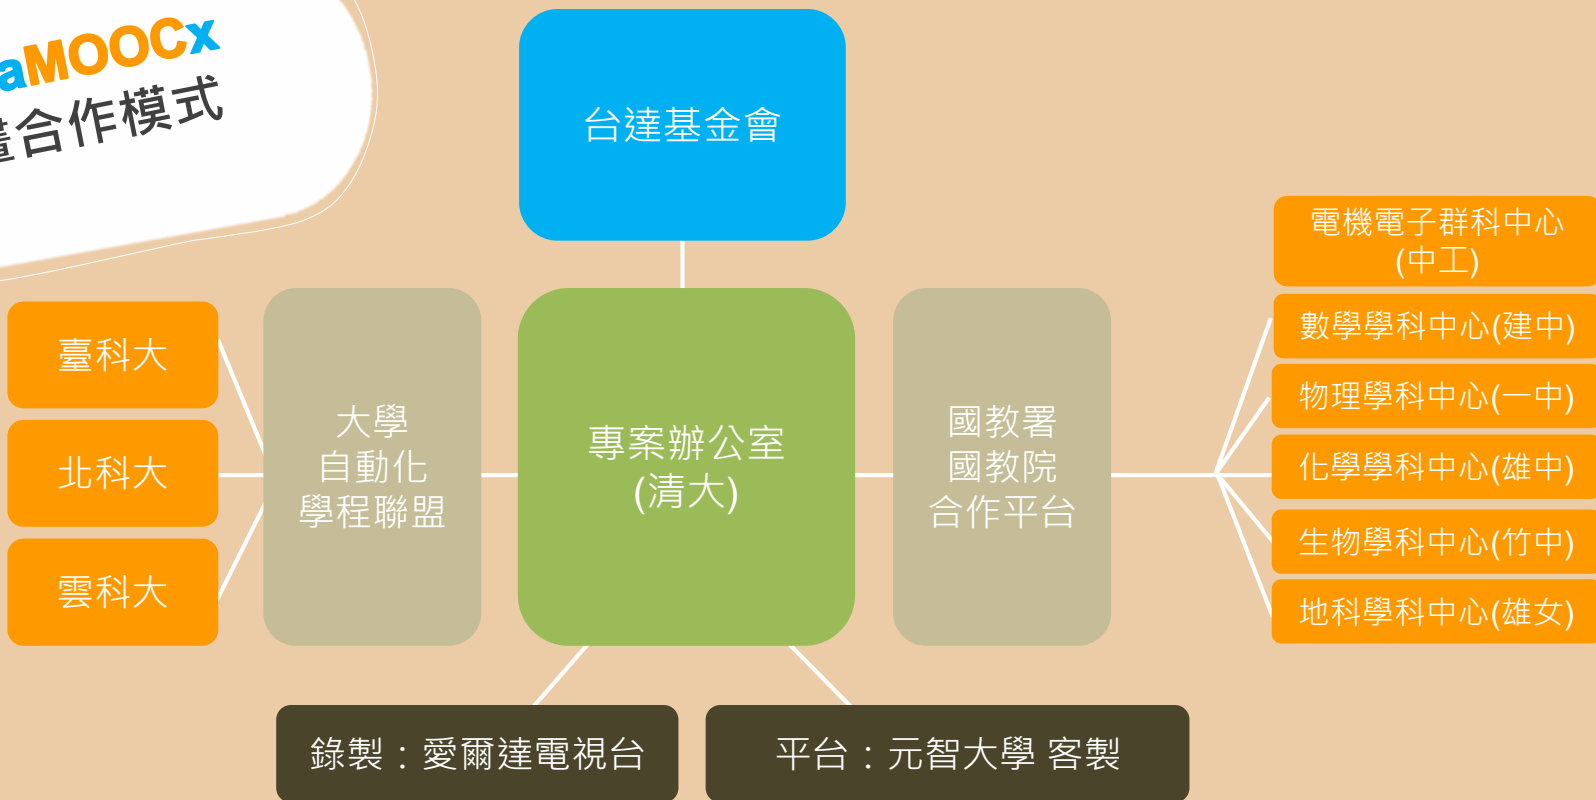 aMOOCx
畫合作模式
台達基金會
臺科大
北科大
雲科大
大學
自動化
學程聯盟
專案辦公室
(清大)
國教署
國教院
合作平台
電機電子群科中心
(中工)
數學學科中心(建中)
物理學科中心(一中)
化學學科中心(雄中)
生物學科中心(竹中)
地科學科中心(雄女)
錄製：愛爾達電視台
平台：元智大學 客製